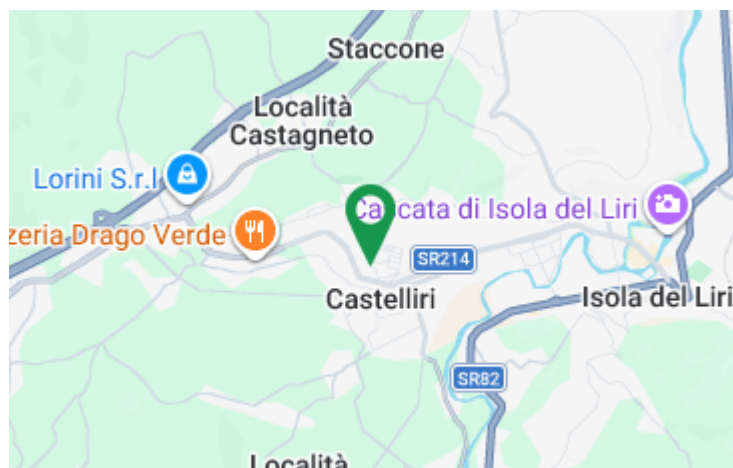 Staccone
Località
Castagneto
Lorini S.r.l
zeria Drago Verde
cata di Isola del Liri
SR214
Castelliri
Isola del Liri
SR82
Località